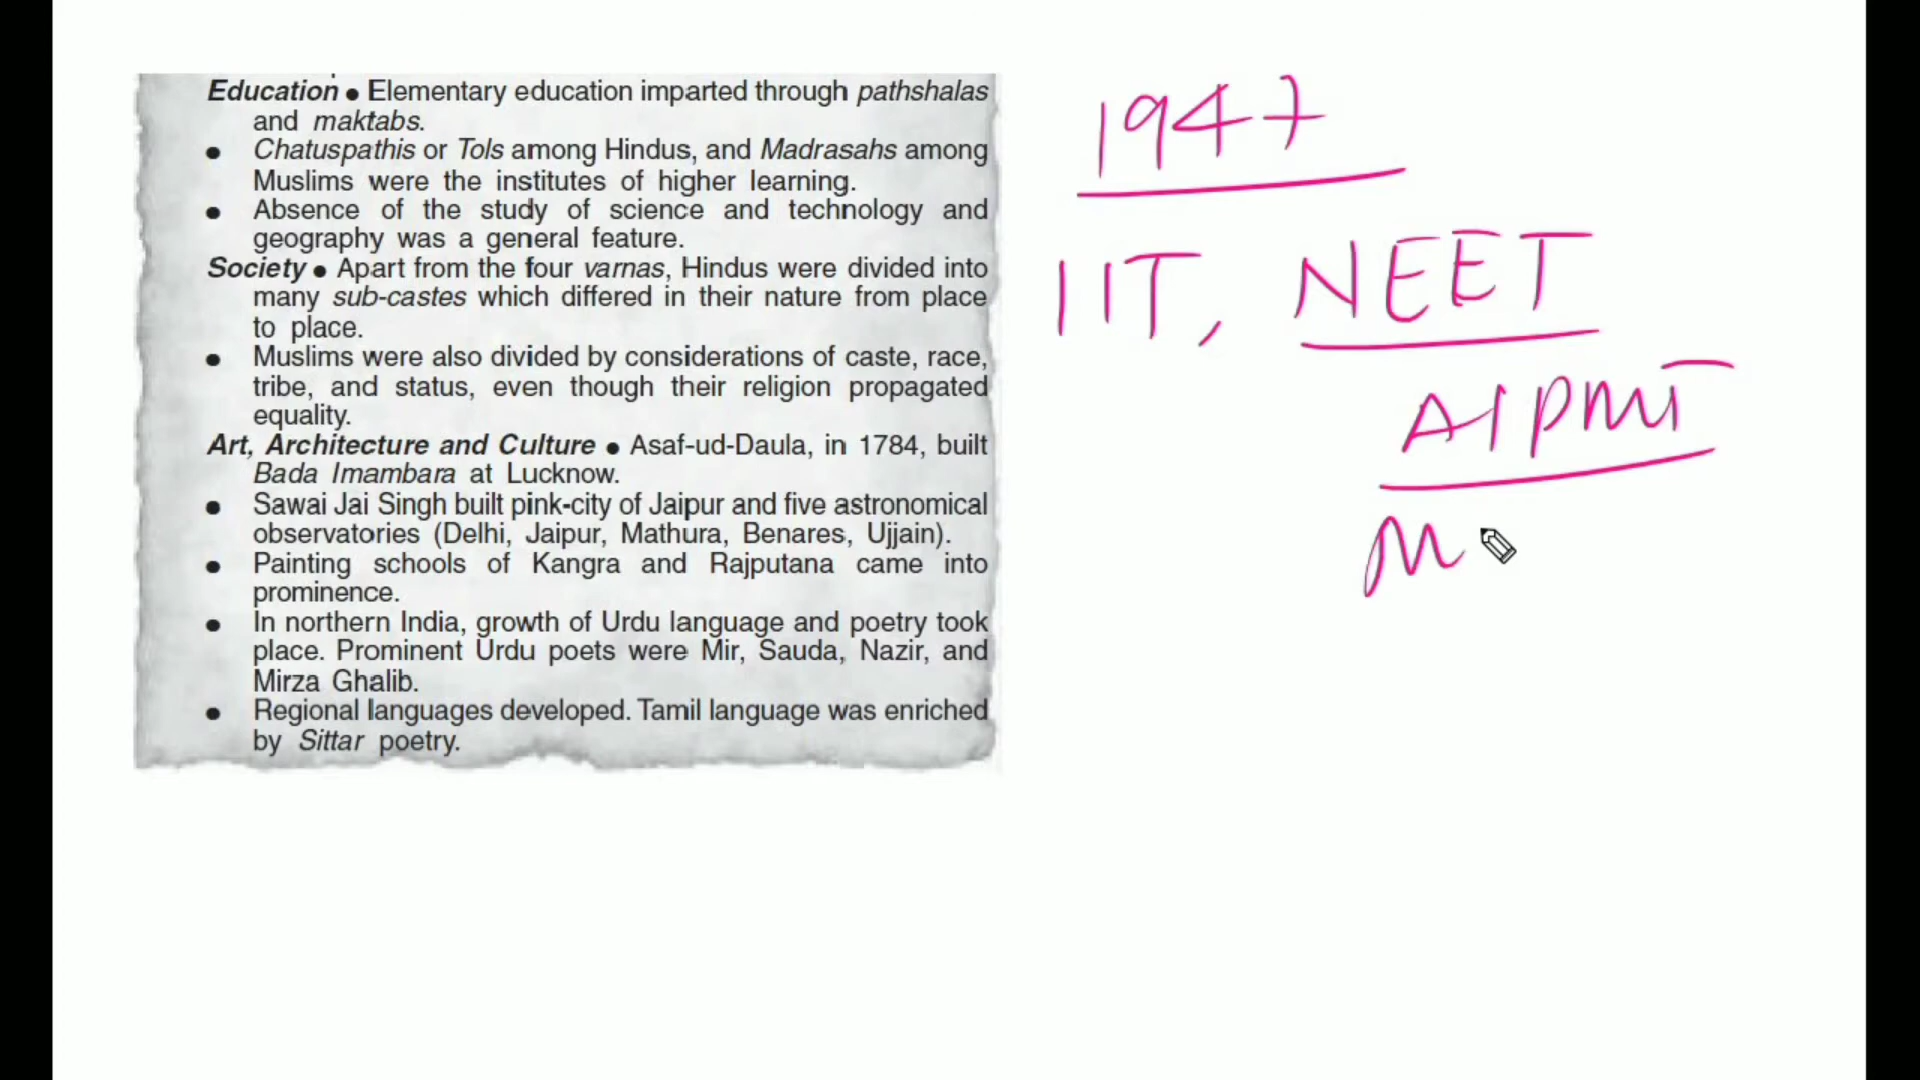 Education ● Elementary education imparted through pathshalas
and maktabs.
● Chatuspathis or Tols among Hindus, and Madrasahs among
Muslims were the institutes of higher learning.
● Absence of the study of science and technology and
geography was a general feature.
Society ● Apart from the four varnas, Hindus were divided into
many sub-castes which differed in their nature from place
to place.
● Muslims were also divided by considerations of caste, race,
tribe, and status, even though their religion propagated
equality.
Art, Architecture and Culture ● Asaf-ud-Daula, in 1784, built
Bada Imambara at Lucknow.
● Sawai Jai Singh built pink-city of Jaipur and five astronomical
observatories (Delhi, Jaipur, Mathura, Benares, Ujjain).
● Painting schools of Kangra and Rajputana came into
prominence.
● In northern India, growth of Urdu language and poetry took
place. Prominent Urdu poets were Mir, Sauda, Nazir, and
Mirza Ghalib.
● Regional languages developed. Tamil language was enriched
by Sittar poetry.
1947
IIT, NEET
AIPMT
M